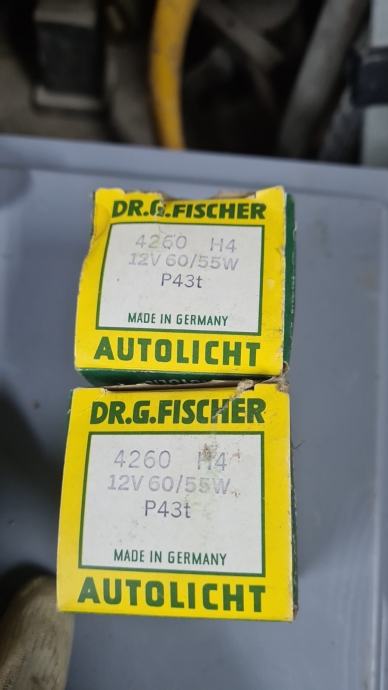 DR.G.FISCHER
4260 H4
12V 60/55W
P43t
MADE IN GERMANY
AUTOLICHT
DR.G.FISCHER
4260 H4
12V 60/55W
P43t
MADE IN GERMANY
AUTOLICHT